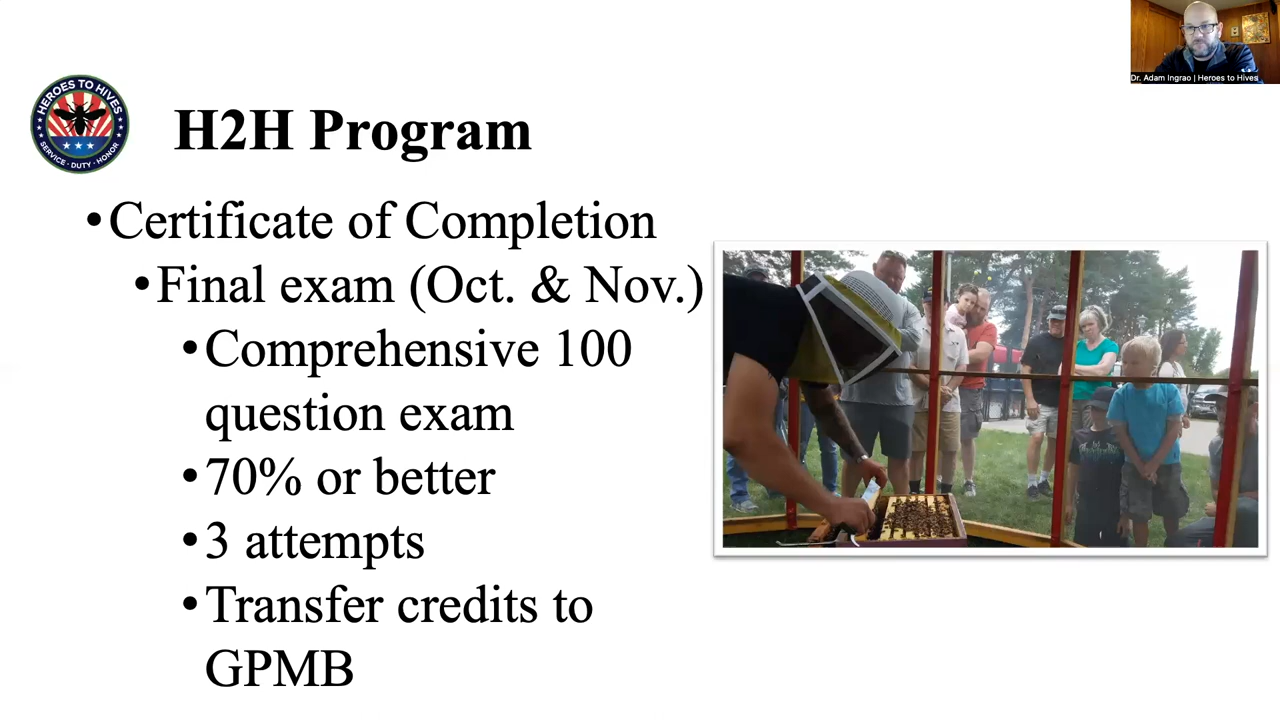 Dr. Adam Ingrao | Heroes to Hives
HEROES TO HIVES
SERVICE · DUTY · HONOR
H2H Program
•Certificate of Completion
•Final exam (Oct. & Nov.)
•Comprehensive 100
question exam
•70% or better
•3 attempts
•Transfer credits to
GPMB